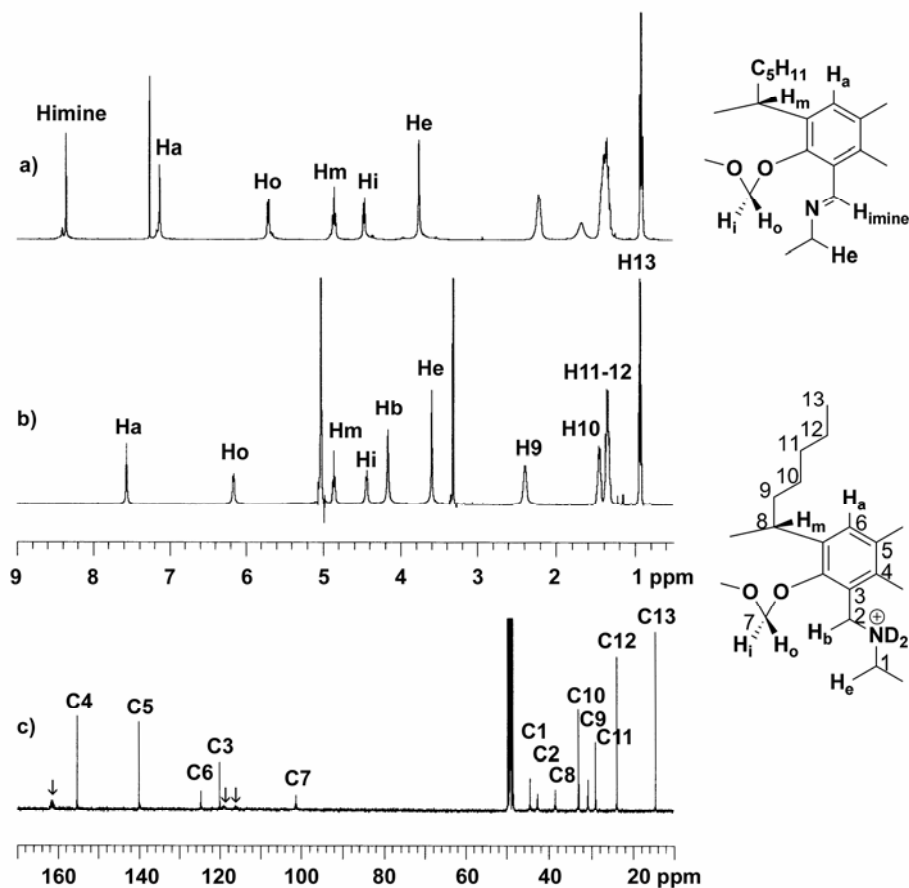 a)
Himine
Ha
Ho
Hm
Hi
He
C₅H₁₁
Hₐ
Hₘ
O
O
N
Hᵢ
Hₒ
H_imine
He
b)
Ha
Ho
Hm
Hi
Hb
He
H9
H10
H11-12
H13
9 8 7 6 5 4 3 2 1 ppm
13
12
11
10
9
8
Hₘ
Hₐ
6
5
4
3
2
O
O
7
Hᵢ
Hₒ
H_b
⊕
ND₂
1
Hₑ
c)
C4
C5
C6
C3
C7
C1
C2
C8
C10
C9
C11
C12
C13
160 140 120 100 80 60 40 20 ppm